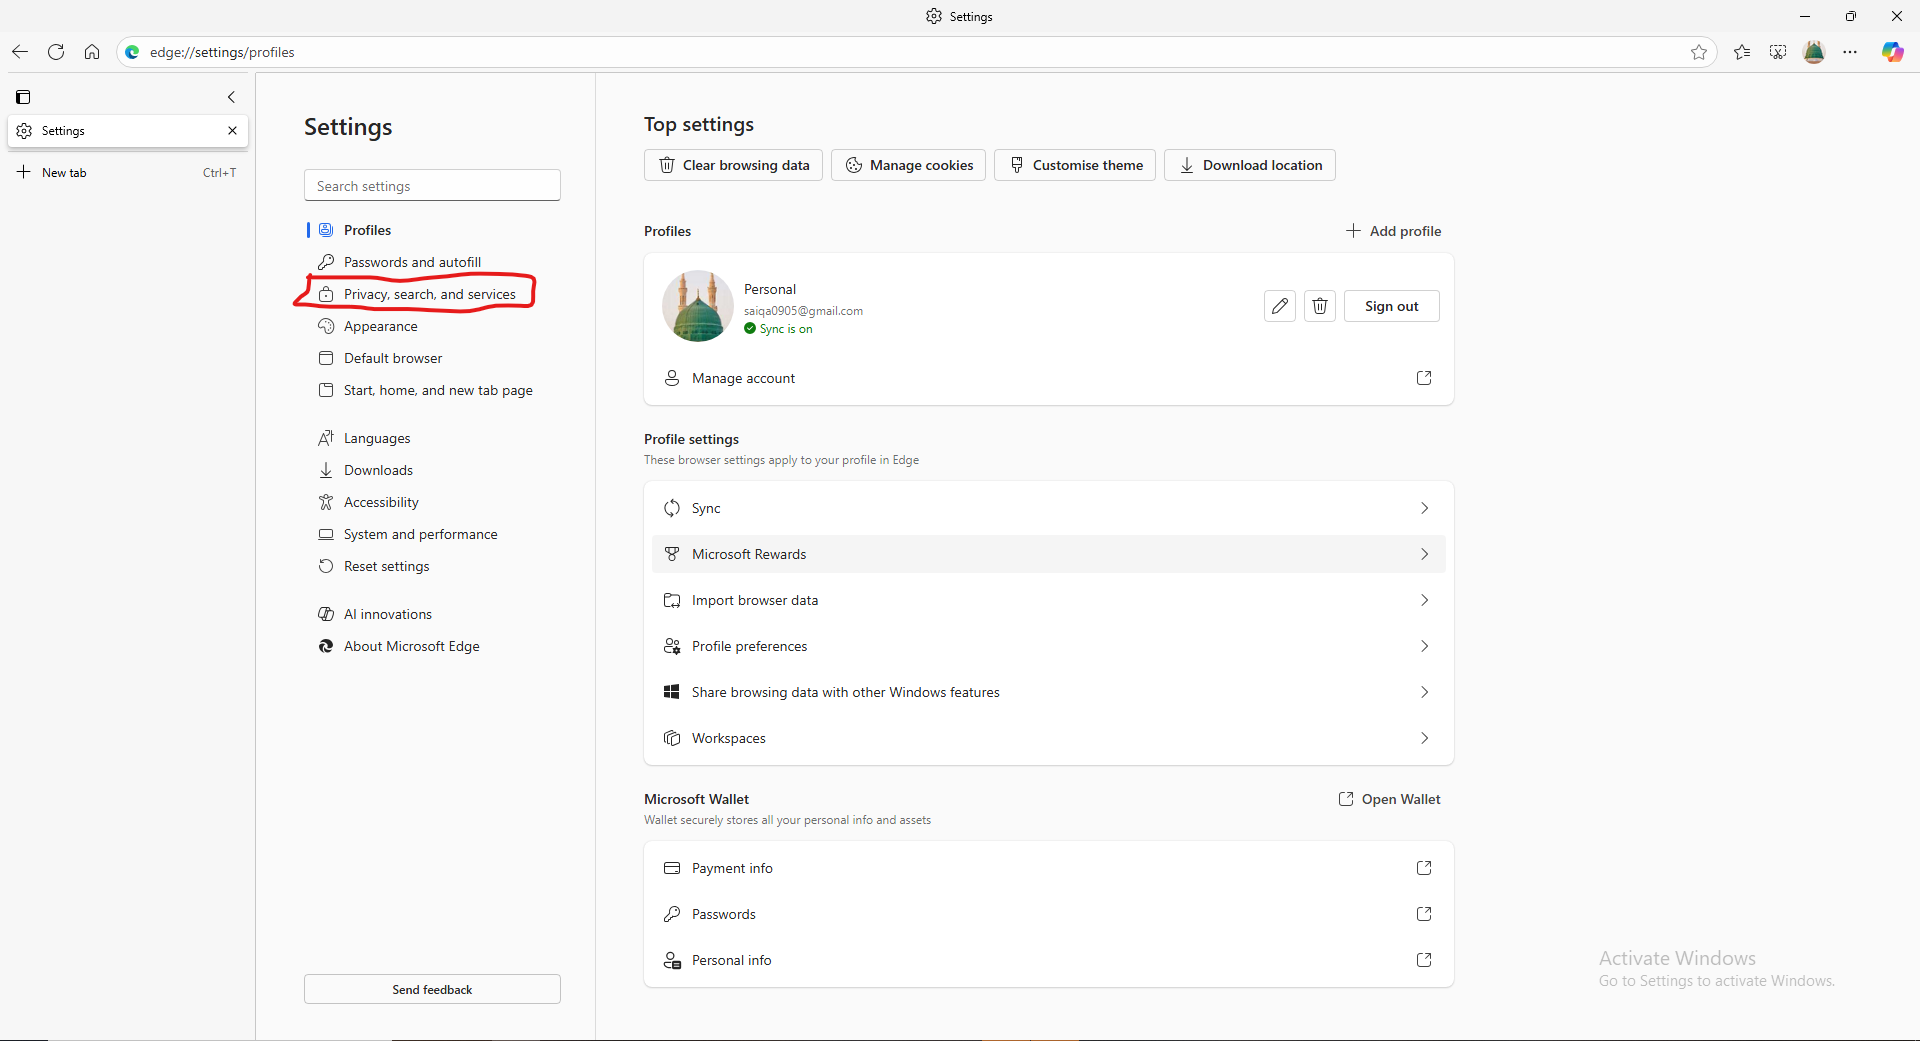 Settings
edge://settings/profiles
Settings
New tab Ctrl+T
Settings
Search settings
Profiles
Passwords and autofill
Privacy, search, and services
Appearance
Default browser
Start, home, and new tab page
Languages
Downloads
Accessibility
System and performance
Reset settings
AI innovations
About Microsoft Edge
Send feedback
Top settings
Clear browsing data Manage cookies Customise theme Download location
Profiles Add profile
Personal
saiqa0905@gmail.com
Sync is on
Sign out
Manage account
Profile settings
These browser settings apply to your profile in Edge
Sync
Microsoft Rewards
Import browser data
Profile preferences
Share browsing data with other Windows features
Workspaces
Microsoft Wallet Open Wallet
Wallet securely stores all your personal info and assets
Payment info
Passwords
Personal info
Activate Windows
Go to Settings to activate Windows.